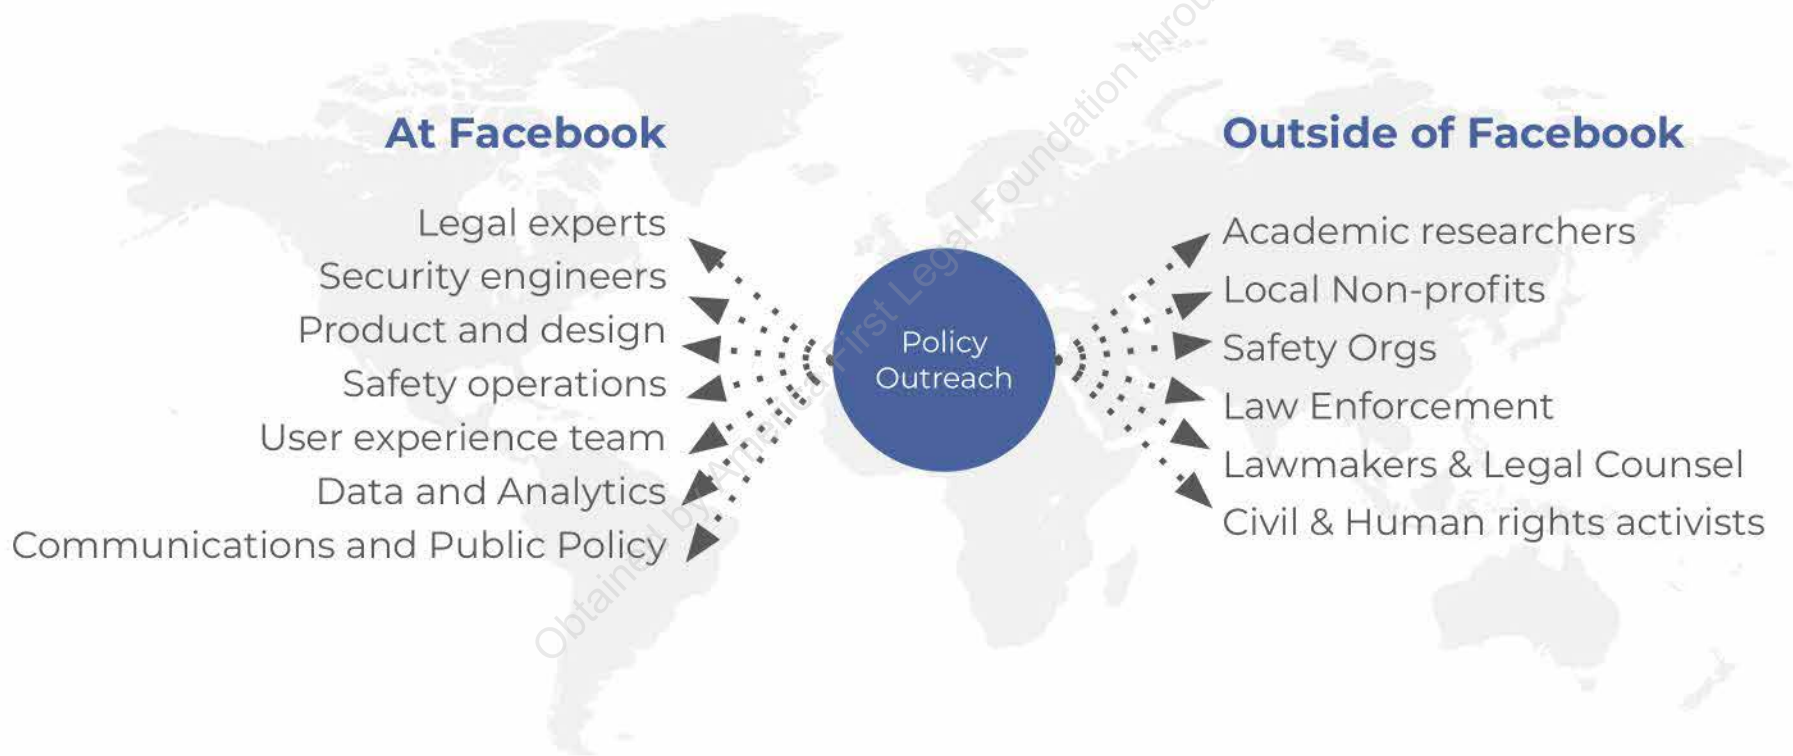 At Facebook
Legal experts
Security engineers
Product and design
Safety operations
User experience team
Data and Analytics
Communications and Public Policy
Policy
Outreach
Outside of Facebook
Academic researchers
Local Non-profits
Safety Orgs
Law Enforcement
Lawmakers & Legal Counsel
Civil & Human rights activists
Obtained by America First Legal Foundation throu